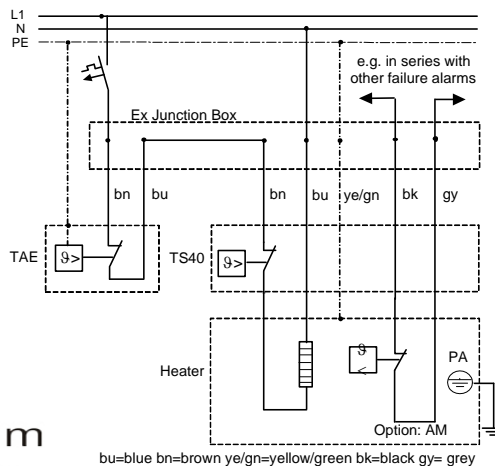 L1
N
PE
e.g. in series with
other failure alarms
Ex Junction Box
bn
bu
bn
bu
ye/gn
bk
gy
TAE
ϑ>
TS40
ϑ>
Heater
ϑ
<
PA
Option: AM
m
bu=blue bn=brown ye/gn=yellow/green bk=black gy= grey